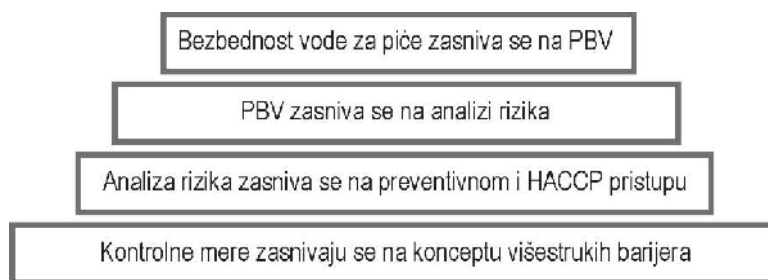 Bezbednost vode za piće zasniva se na PBV
PBV zasniva se na analizi rizika
Analiza rizika zasniva se na preventivnom i HACCP pristupu
Kontrolne mere zasnivaju se na konceptu višestrukih barijera